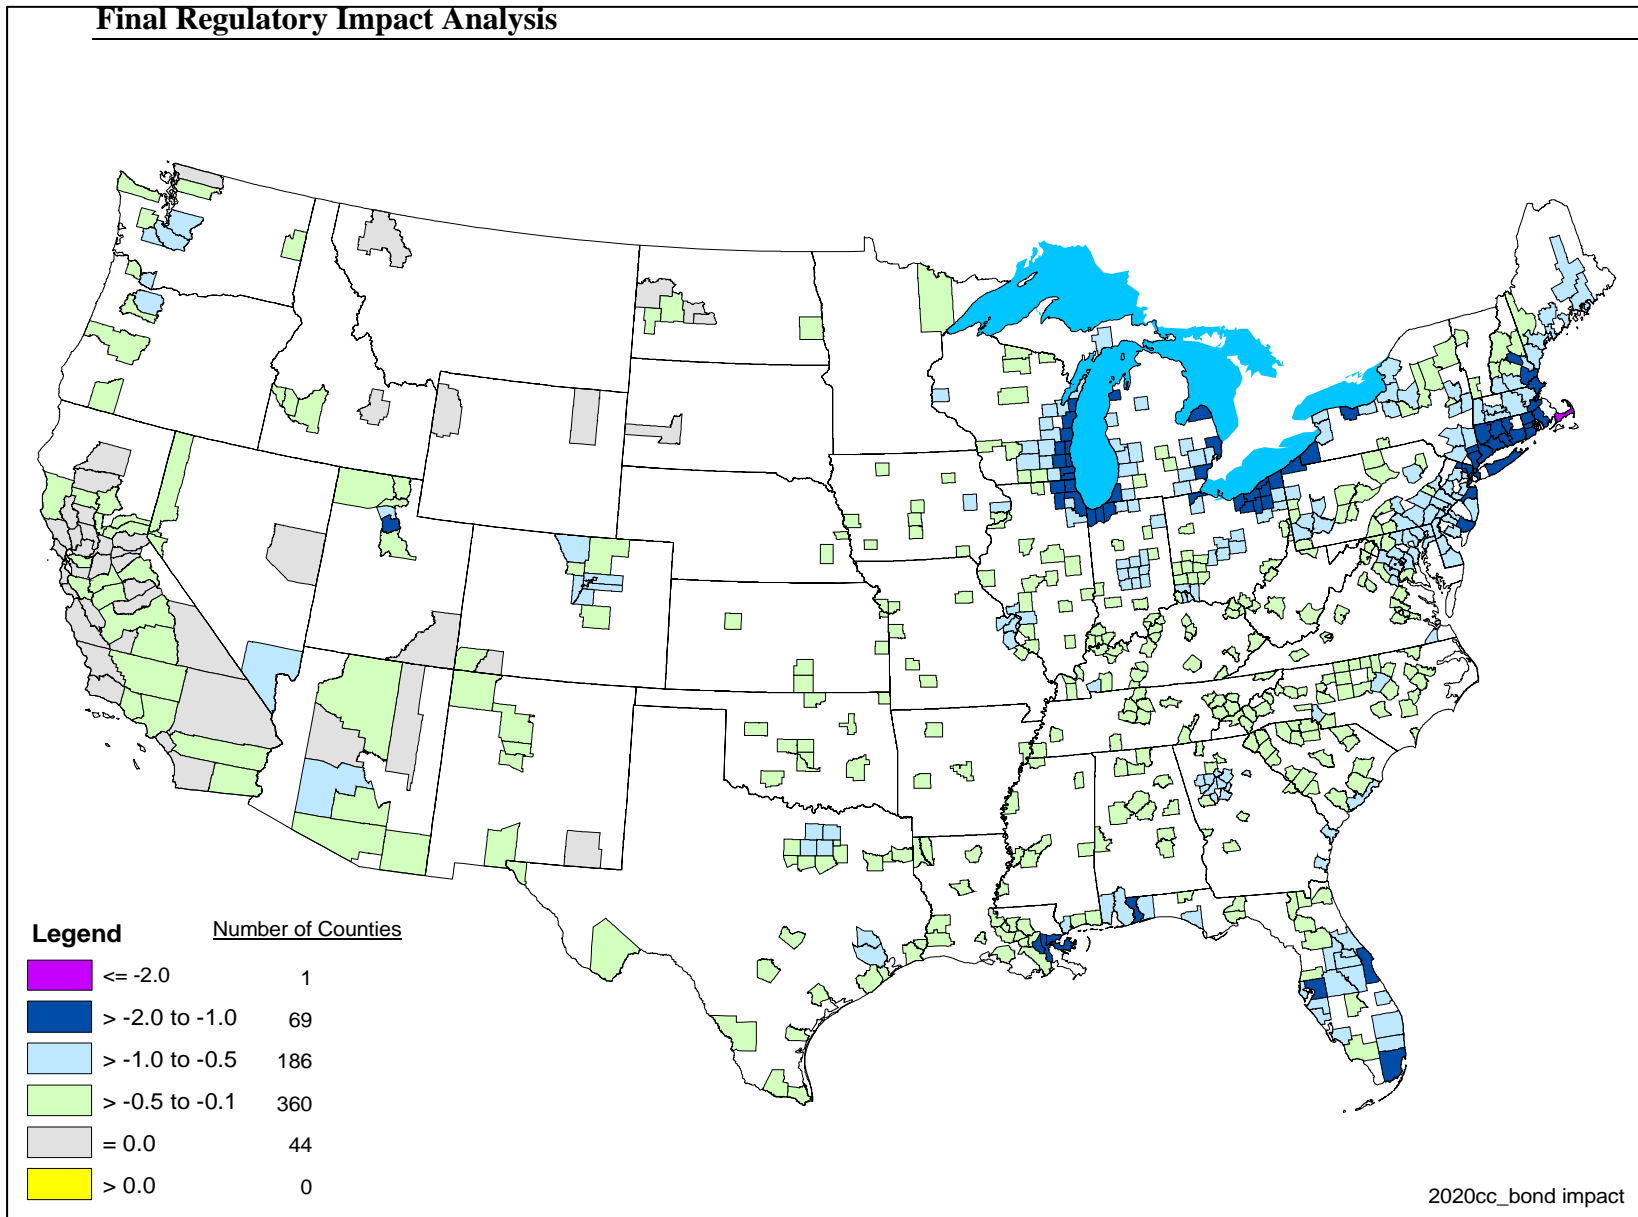 Final Regulatory Impact Analysis
Legend Number of Counties
<= -2.0 1
> -2.0 to -1.0 69
> -1.0 to -0.5 186
> -0.5 to -0.1 360
= 0.0 44
> 0.0 0
2020cc_bond impact